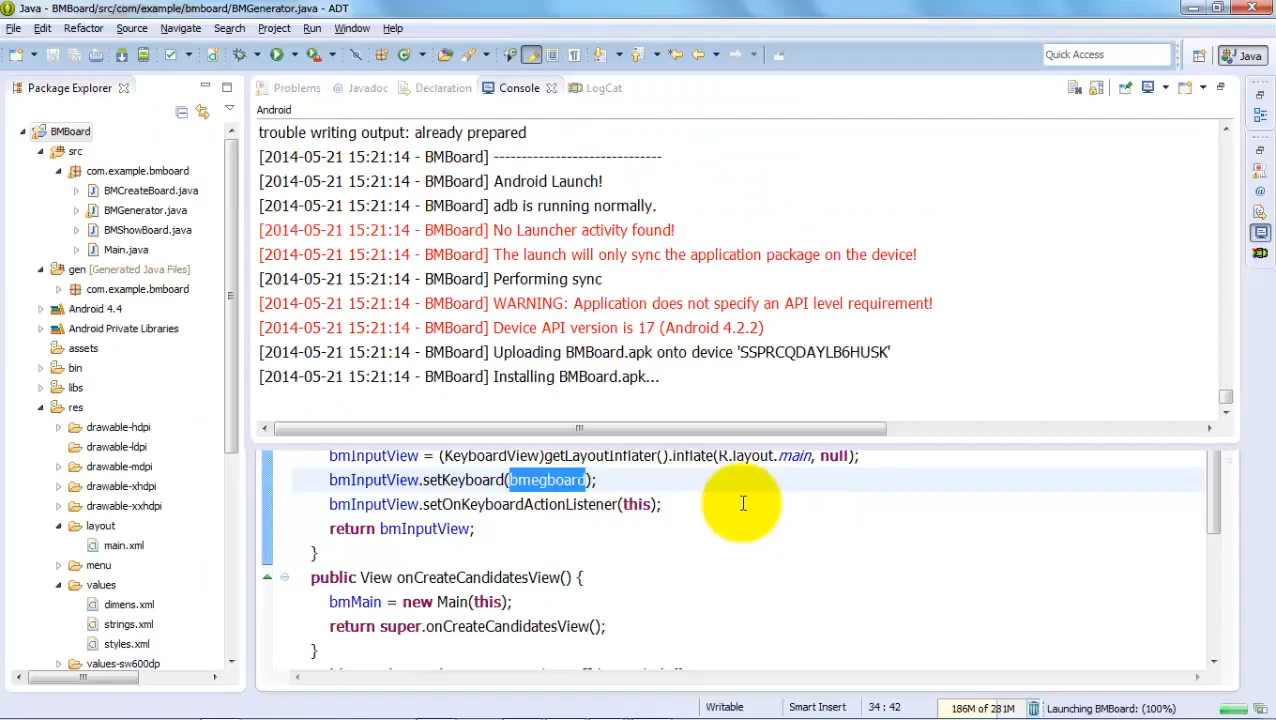 Java - BMBoard/src/com/example/bmboard/BMGenerator.java - ADT
File Edit Refactor Source Navigate Search Project Run Window Help
Quick Access
Java
Package Explorer
BMBoard
src
com.example.bmboard
BMCreateBoard.java
BMGenerator.java
BMShowBoard.java
Main.java
gen [Generated Java Files]
com.example.bmboard
Android 4.4
Android Private Libraries
assets
bin
libs
res
drawable-hdpi
drawable-ldpi
drawable-mdpi
drawable-xhdpi
drawable-xxhdpi
layout
main.xml
menu
values
dimens.xml
strings.xml
styles.xml
values-sw600dp
Problems Javadoc Declaration Console LogCat
Android
trouble writing output: already prepared
[2014-05-21 15:21:14 - BMBoard] ------------------------------
[2014-05-21 15:21:14 - BMBoard] Android Launch!
[2014-05-21 15:21:14 - BMBoard] adb is running normally.
[2014-05-21 15:21:14 - BMBoard] No Launcher activity found!
[2014-05-21 15:21:14 - BMBoard] The launch will only sync the application package on the device!
[2014-05-21 15:21:14 - BMBoard] Performing sync
[2014-05-21 15:21:14 - BMBoard] WARNING: Application does not specify an API level requirement!
[2014-05-21 15:21:14 - BMBoard] Device API version is 17 (Android 4.2.2)
[2014-05-21 15:21:14 - BMBoard] Uploading BMBoard.apk onto device 'SSPRCQDAYLB6HUSK'
[2014-05-21 15:21:14 - BMBoard] Installing BMBoard.apk...
bmInputView = (KeyboardView)getLayoutInflater().inflate(R.layout.main, null);
bmInputView.setKeyboard(bmegboard);
bmInputView.setOnKeyboardActionListener(this);
return bmInputView;
}
public View onCreateCandidatesView() {
bmMain = new Main(this);
return super.onCreateCandidatesView();
}
Writable Smart Insert 34 : 42 186M of 281M Launching BMBoard: (100%)